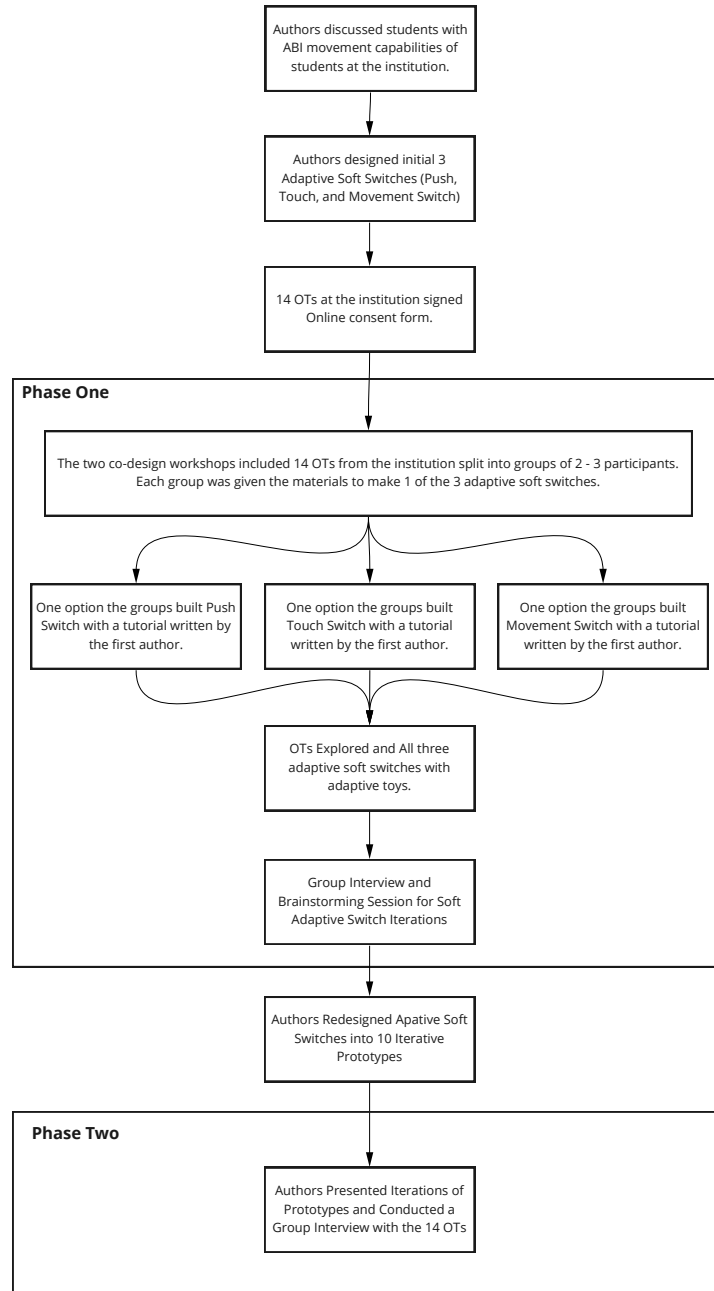 Authors discussed students with
ABI movement capabilities of
students at the institution.
Authors designed initial 3
Adaptive Soft Switches (Push,
Touch, and Movement Switch)
14 OTs at the institution signed
Online consent form.
Phase One
The two co-design workshops included 14 OTs from the institution split into groups of 2 - 3 participants.
Each group was given the materials to make 1 of the 3 adaptive soft switches.
One option the groups built Push
Switch with a tutorial written by
the first author.
One option the groups built
Touch Switch with a tutorial
written by the first author.
One option the groups built
Movement Switch with a tutorial
written by the first author.
OTs Explored and All three
adaptive soft switches with
adaptive toys.
Group Interview and
Brainstorming Session for Soft
Adaptive Switch Iterations
Authors Redesigned Apative Soft
Switches into 10 Iterative
Prototypes
Phase Two
Authors Presented Iterations of
Prototypes and Conducted a
Group Interview with the 14 OTs